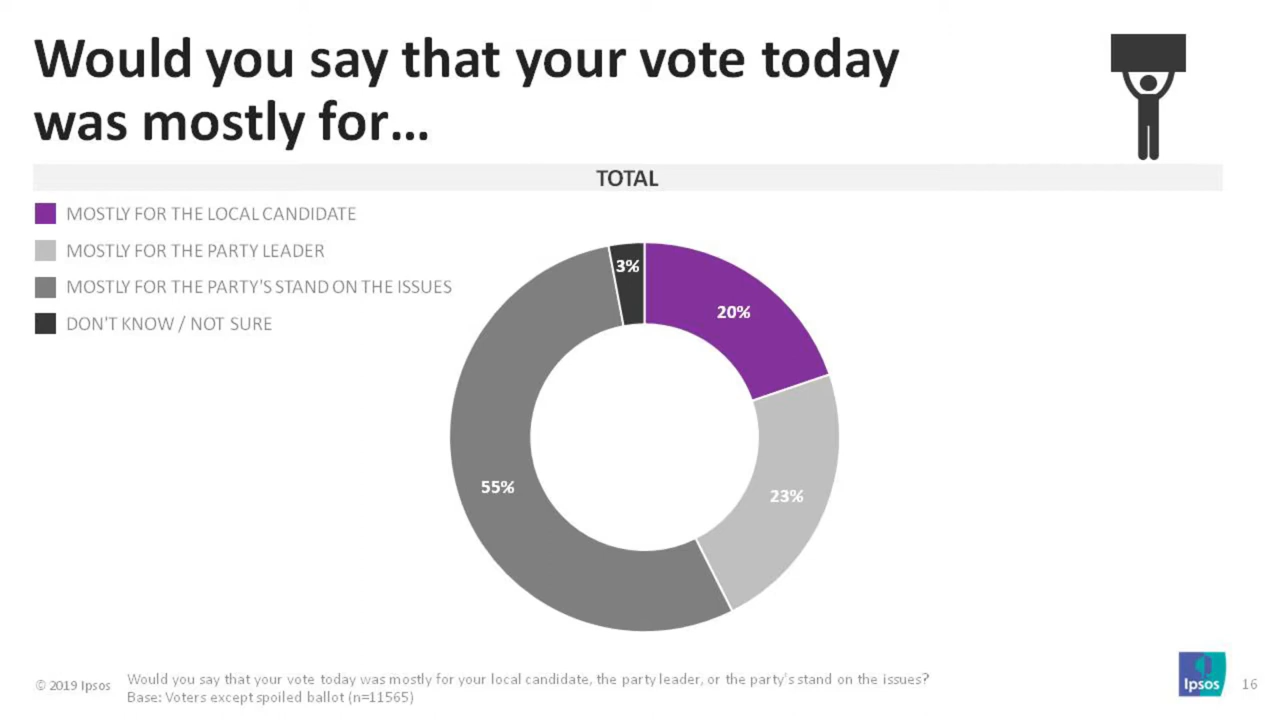 Would you say that your vote today
was mostly for...
TOTAL
MOSTLY FOR THE LOCAL CANDIDATE
MOSTLY FOR THE PARTY LEADER
MOSTLY FOR THE PARTY'S STAND ON THE ISSUES
DON'T KNOW / NOT SURE
3%
20%
55%
23%
© 2019 Ipsos
Would you say that your vote today was mostly for your local candidate, the party leader, or the party's stand on the issues?
Base: Voters except spoiled ballot (n=11565)
Ipsos
16